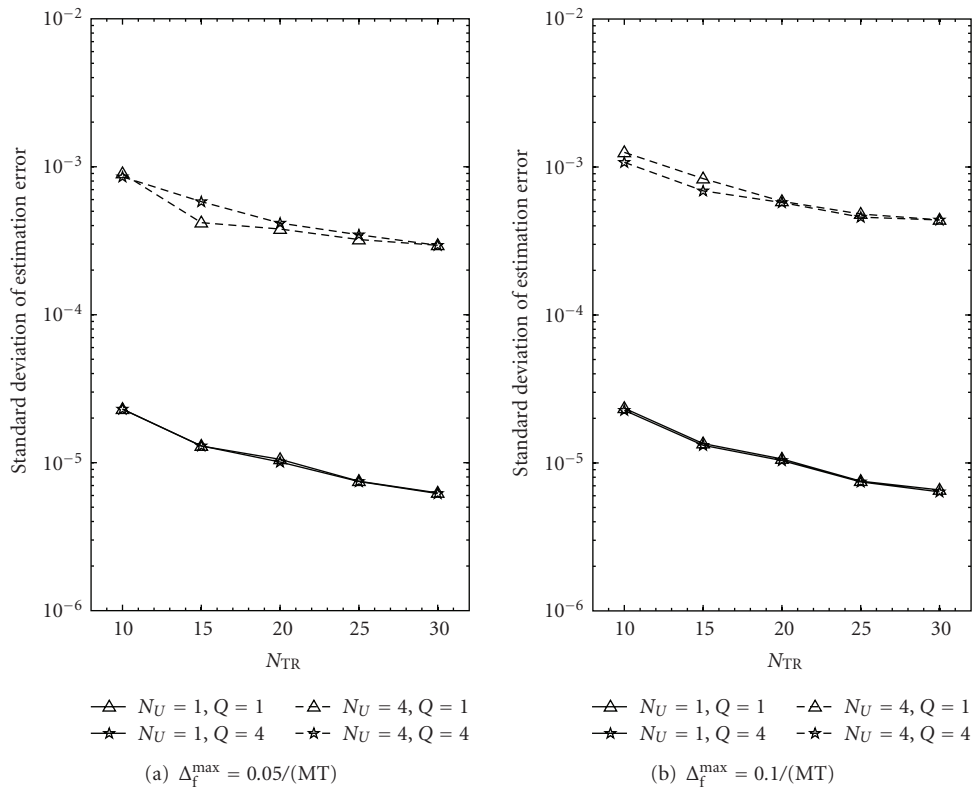 Standard deviation of estimation error
10⁻²
10⁻³
10⁻⁴
10⁻⁵
10⁻⁶
10 15 20 25 30
N_TR
N_U = 1, Q = 1
N_U = 4, Q = 1
N_U = 1, Q = 4
N_U = 4, Q = 4
(a) Δ_f^max = 0.05/(MT)
Standard deviation of estimation error
10⁻²
10⁻³
10⁻⁴
10⁻⁵
10⁻⁶
10 15 20 25 30
N_TR
N_U = 1, Q = 1
N_U = 4, Q = 1
N_U = 1, Q = 4
N_U = 4, Q = 4
(b) Δ_f^max = 0.1/(MT)